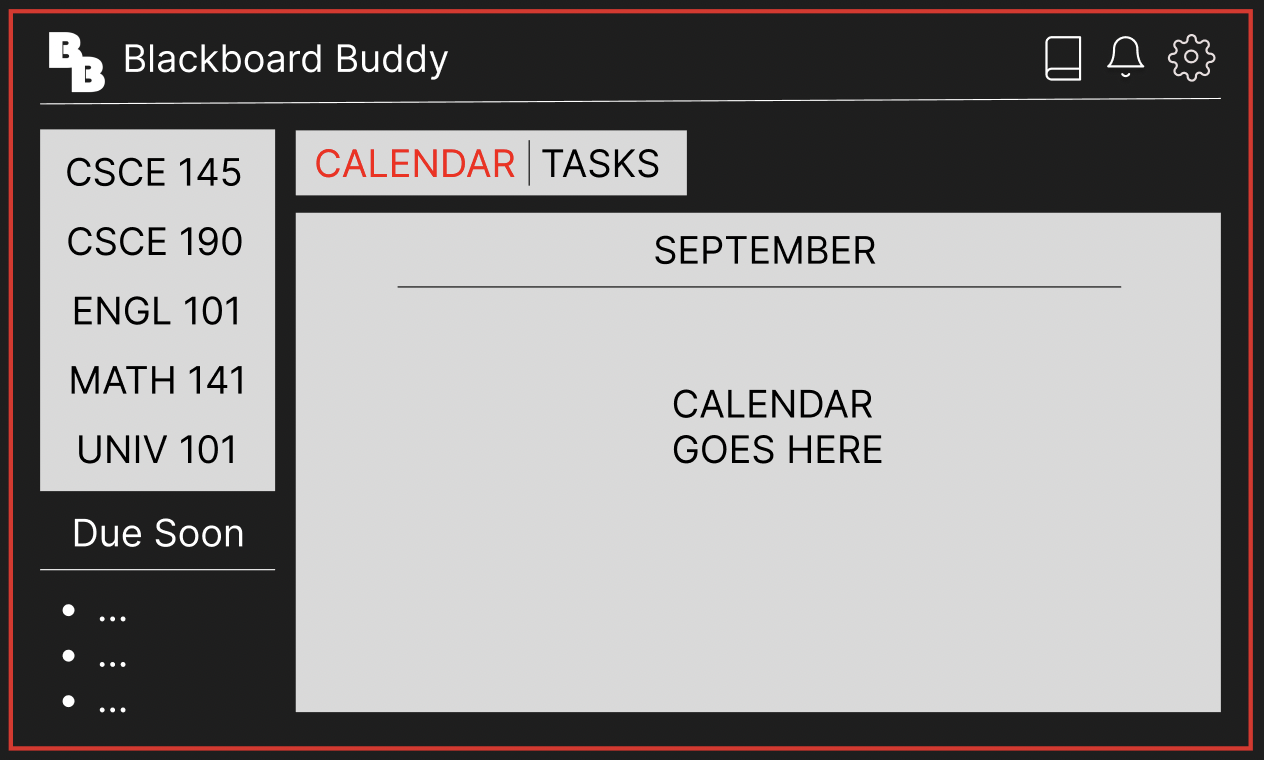 BB Blackboard Buddy
CSCE 145
CSCE 190
ENGL 101
MATH 141
UNIV 101
Due Soon
• ...
• ...
• ...
CALENDAR | TASKS
SEPTEMBER
CALENDAR
GOES HERE